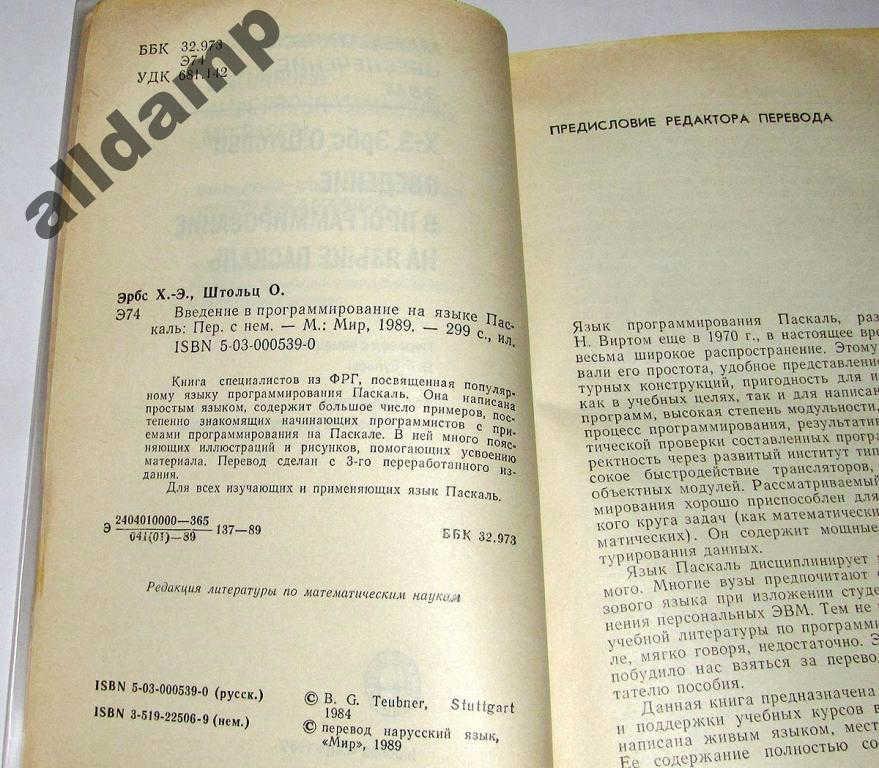 alldamp
ББК 32.973
Э74
УДК 681.142
Эрбс Х.-Э., Штольц О.
Э74 Введение в программирование на языке Пас-
каль: Пер. с нем. — М.: Мир, 1989. — 299 с., ил.
ISBN 5-03-000539-0
Книга специалистов из ФРГ, посвященная популяр-
ному языку программирования Паскаль. Она написана
простым языком, содержит большое число примеров, пос-
тепенно знакомящих начинающих программистов с при-
емами программирования на Паскале. В ней много пояс-
няющих иллюстраций и рисунков, помогающих усвоению
материала. Перевод сделан с 3-го переработанного из-
дания.
Для всех изучающих и применяющих язык Паскаль.
Э 2404010000—365
041(01)—89 137—89
ББК 32.973
Редакция литературы по математическим наукам
ISBN 5-03-000539-0 (русск.)
ISBN 3-519-22506-9 (нем.)
© B. G. Teubner, Stuttgart
1984
© перевод нарусский язык,
«Мир», 1989
ПРЕДИСЛОВИЕ РЕДАКТОРА ПЕРЕВОДА
Язык программирования Паскаль, раз
Н. Виртом еще в 1970 г., в настоящее вре
весьма широкое распространение. Этому
вали его простота, удобное представление
турных конструкций, пригодность для и
как в учебных целях, так и для написан
программ, высокая степень модульности,
процесс программирования, результатив
тической проверки составленных програ
ректность через развитый институт тип
сокое быстродействие трансляторов,
объектных модулей. Рассматриваемый
мирования хорошо приспособлен для
кого круга задач (как математически
матических). Он содержит мощные
турирования данных.
Язык Паскаль дисциплинирует
мого. Многие вузы предпочитают
зового языка при изложении студе
нения персональных ЭВМ. Тем не
учебной литературы по программи
ле, мягко говоря, недостаточно. Э
побудило нас взяться за перевод
тателю пособия.
Данная книга предназначена
и поддержки учебных курсов в
написана живым языком, мест
Ее содержание полностью со